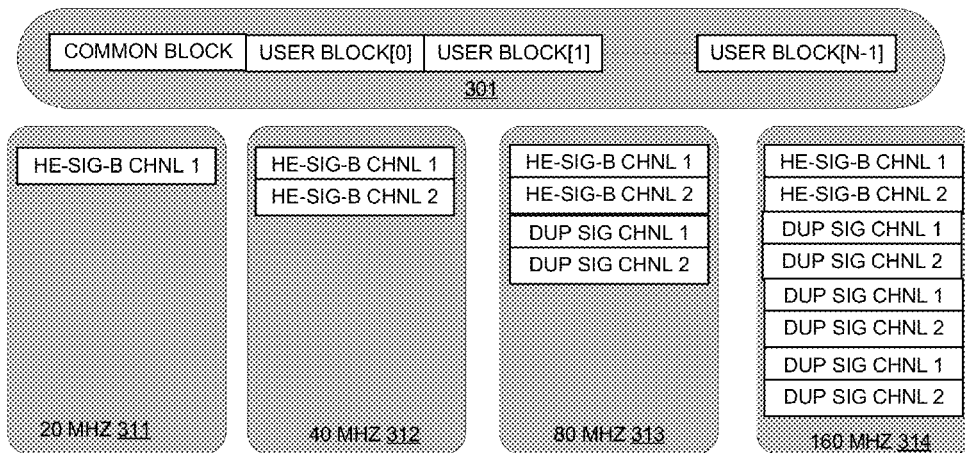 COMMON BLOCK USER BLOCK[0] USER BLOCK[1] USER BLOCK[N-1]
301
HE-SIG-B CHNL 1
20 MHZ 311
HE-SIG-B CHNL 1
HE-SIG-B CHNL 2
40 MHZ 312
HE-SIG-B CHNL 1
HE-SIG-B CHNL 2
DUP SIG CHNL 1
DUP SIG CHNL 2
80 MHZ 313
HE-SIG-B CHNL 1
HE-SIG-B CHNL 2
DUP SIG CHNL 1
DUP SIG CHNL 2
DUP SIG CHNL 1
DUP SIG CHNL 2
DUP SIG CHNL 1
DUP SIG CHNL 2
160 MHZ 314